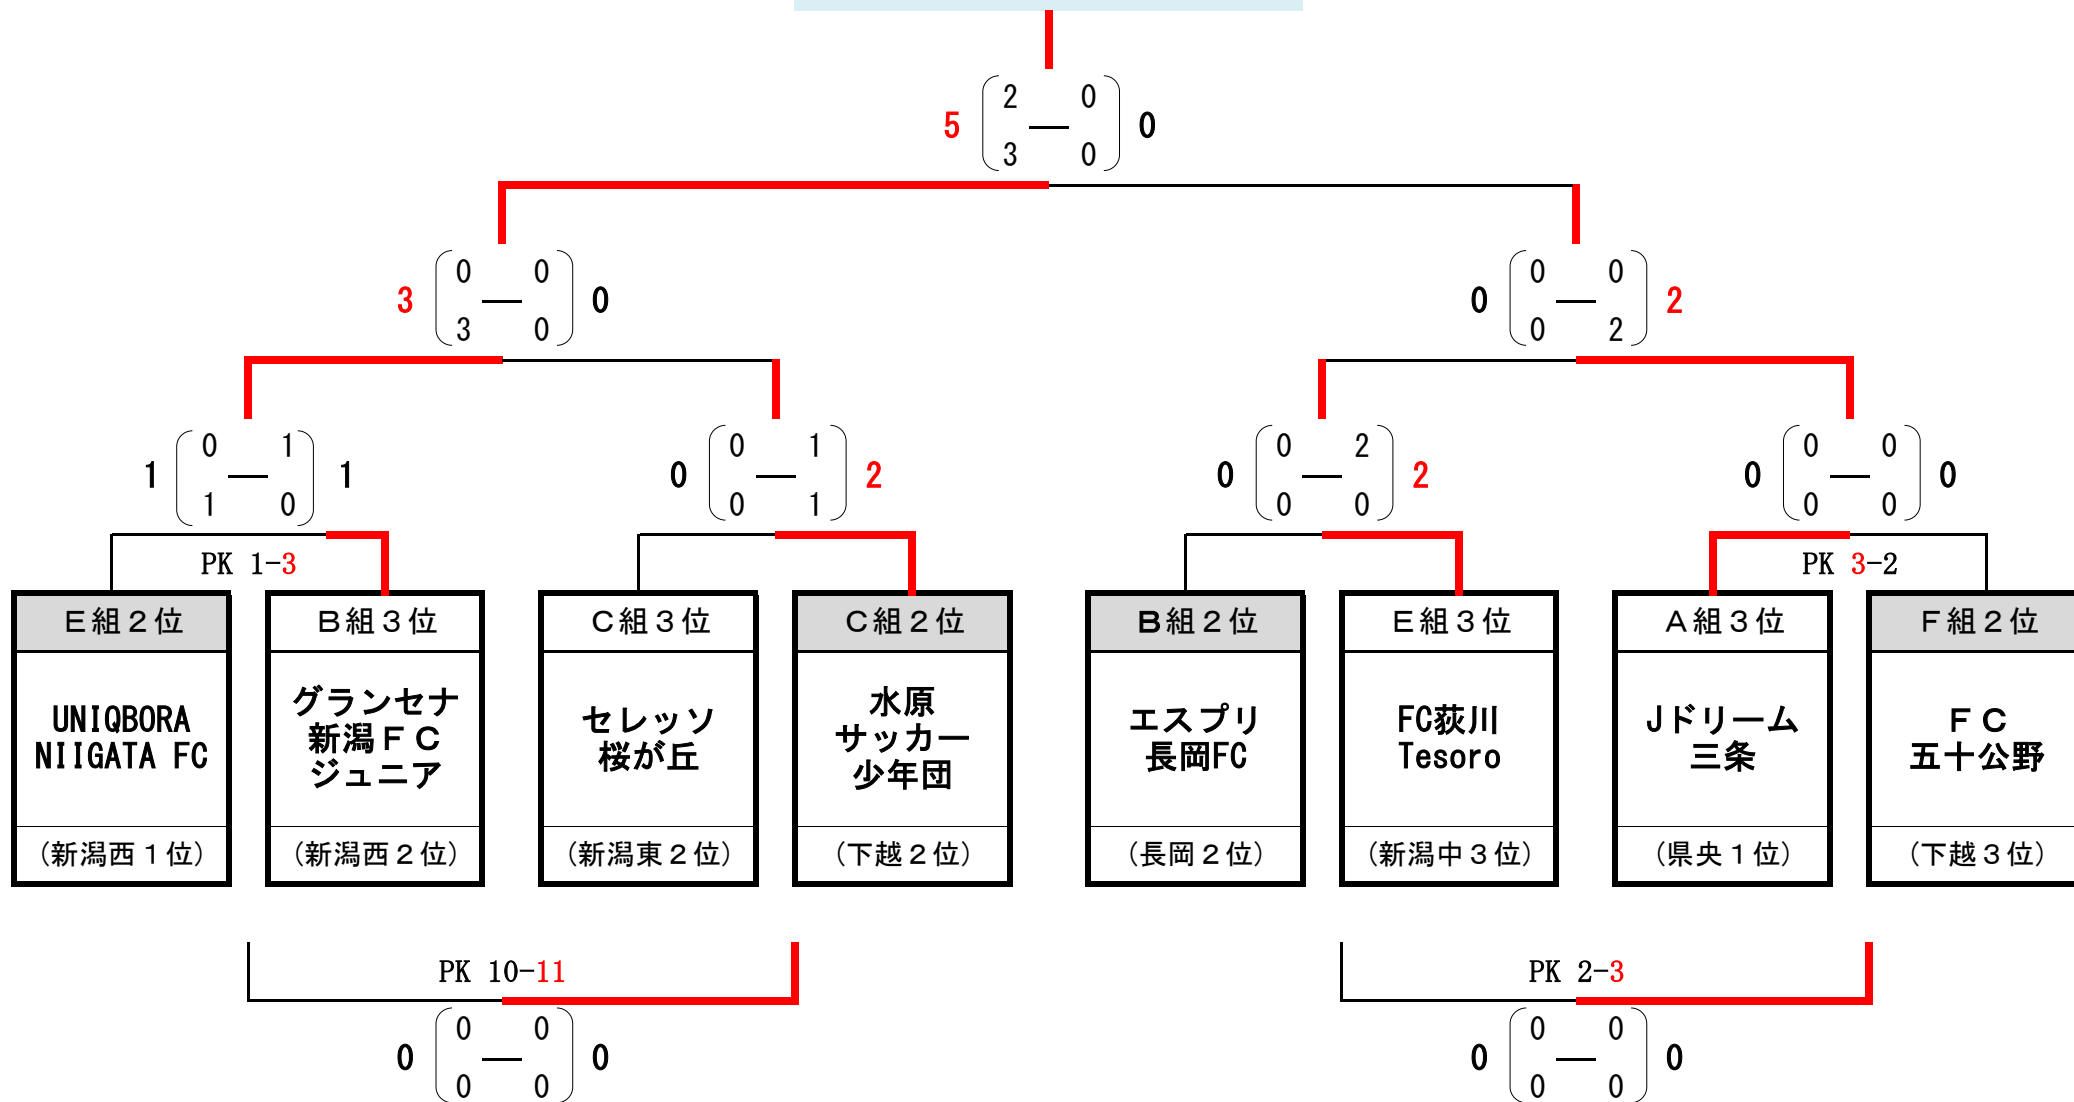 2 0
5 — 0
3 0
0 0
3 — 0
3 0
0 0
0 — 2
0 2
0 1
1 — 1
1 0
PK 1-3
0 1
0 — 2
0 1
0 2
0 — 2
0 0
0 0
0 — 0
0 0
PK 3-2
E組2位
UNIQBORA
NIIGATA FC
(新潟西1位)
B組3位
グランセナ
新潟FC
ジュニア
(新潟西2位)
C組3位
セレッソ
桜が丘
(新潟東2位)
C組2位
水原
サッカー
少年団
(下越2位)
B組2位
エスプリ
長岡FC
(長岡2位)
E組3位
FC荻川
Tesoro
(新潟中3位)
A組3位
Jドリーム
三条
(県央1位)
F組2位
FC
五十公野
(下越3位)
PK 10-11
0 0
0 — 0
0 0
PK 2-3
0 0
0 — 0
0 0